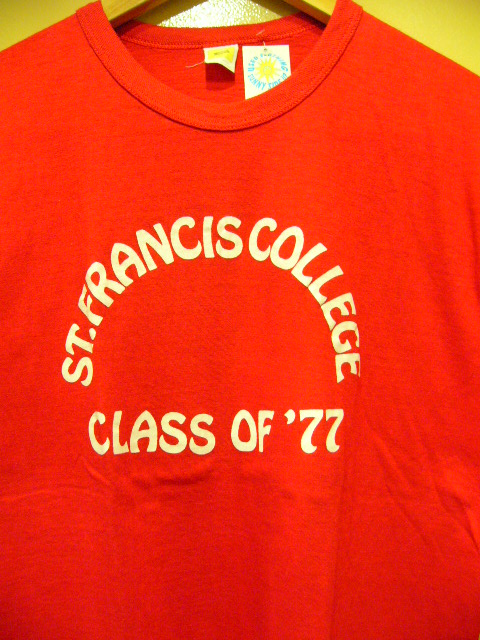 ST. FRANCIS COLLEGE
CLASS OF '77